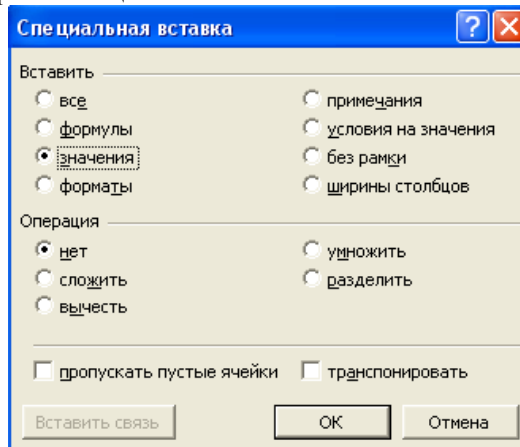 Специальная вставка
Вставить
все
примечания
формулы
условия на значения
значения
без рамки
форматы
ширины столбцов
Операция
нет
умножить
сложить
разделить
вычесть
пропускать пустые ячейки
транспонировать
Вставить связь
ОК
Отмена